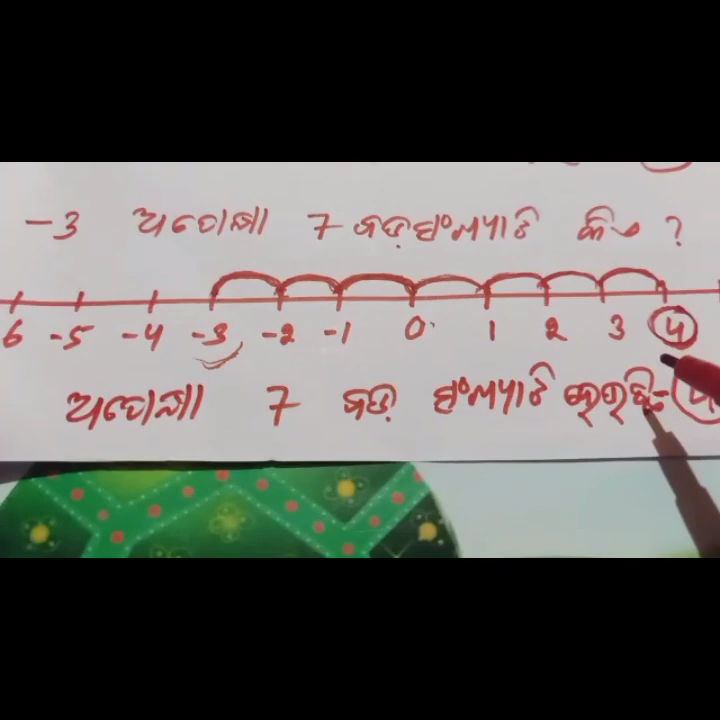 -3 ଅପେକ୍ଷା 7 ବଡ଼ ସଂଖ୍ୟାଟି କିଏ ?
6 -5 -4 -3 -2 -1 0 1 2 3 4
ଅପେକ୍ଷା 7 ବଡ଼ ସଂଖ୍ୟାଟି ହେଉଛି